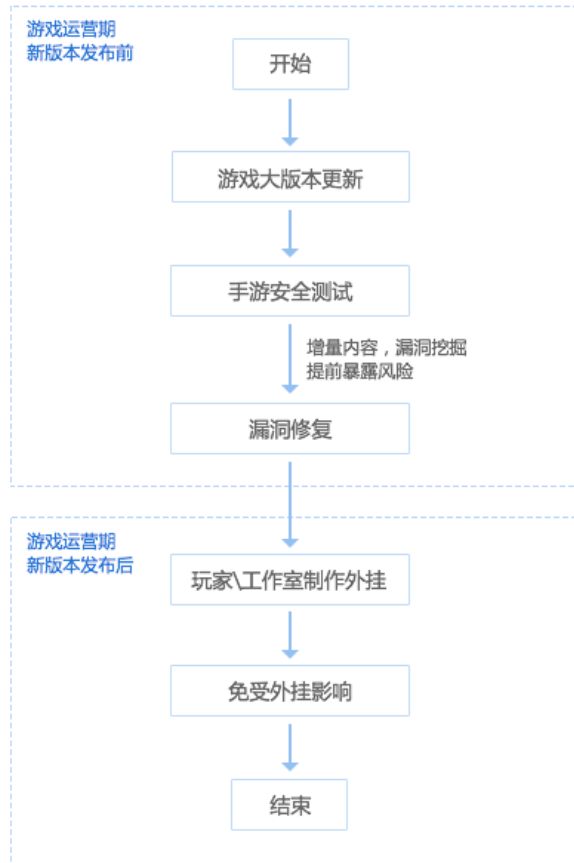 游戏运营期
新版本发布前
开始
游戏大版本更新
手游安全测试
增量内容，漏洞挖掘
提前暴露风险
漏洞修复
游戏运营期
新版本发布后
玩家\工作室制作外挂
免受外挂影响
结束